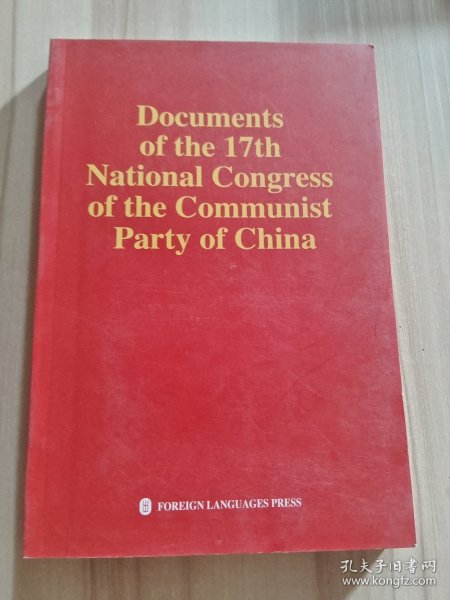 Documents
of the 17th
National Congress
of the Communist
Party of China
FOREIGN LANGUAGES PRESS
孔夫子旧书网
www.kongfz.com